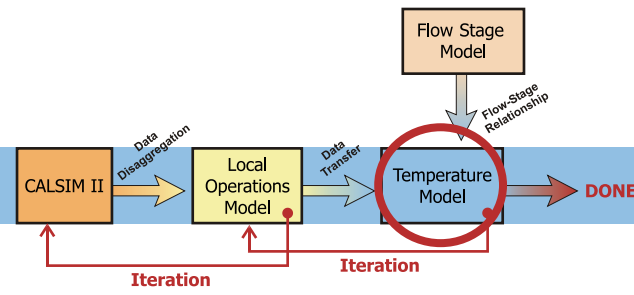 Flow Stage
Model
Data
Disaggregation
Data
Transfer
Flow-Stage
Relationship
CALSIM II
Local
Operations
Model
Temperature
Model
DONE
Iteration
Iteration